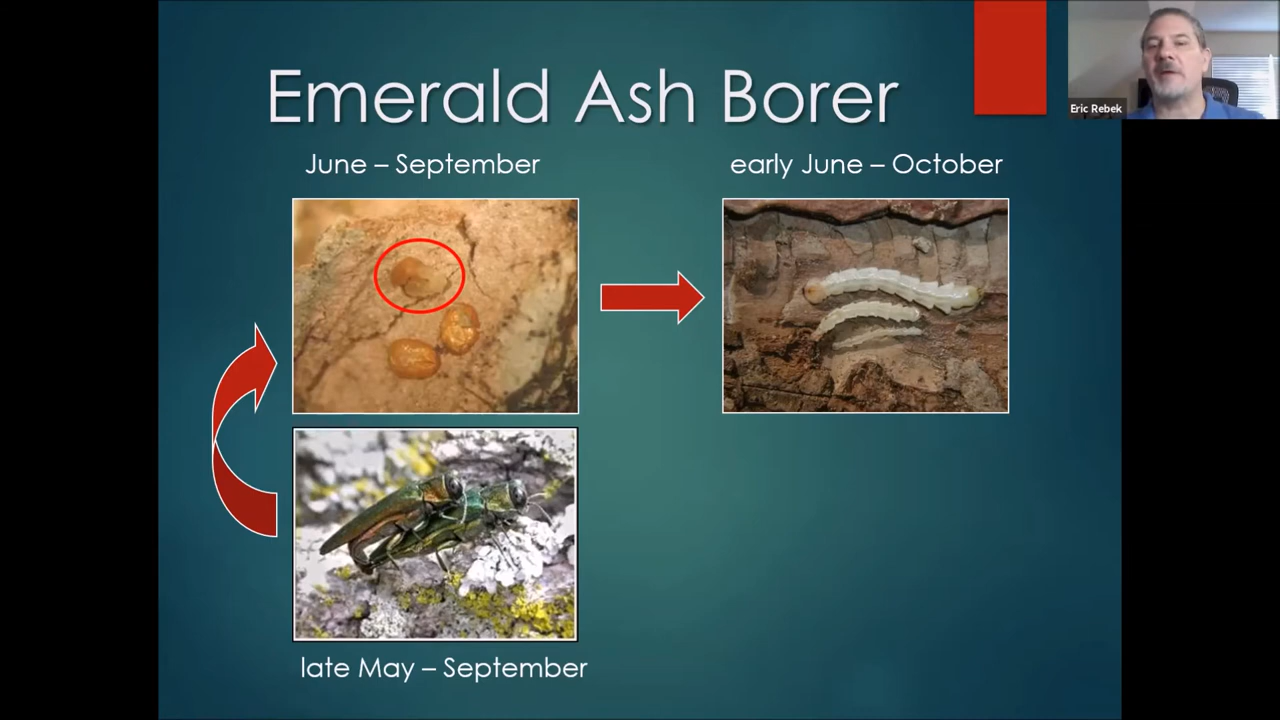 Emerald Ash Borer
Eric Rebek
June – September
early June – October
late May – September